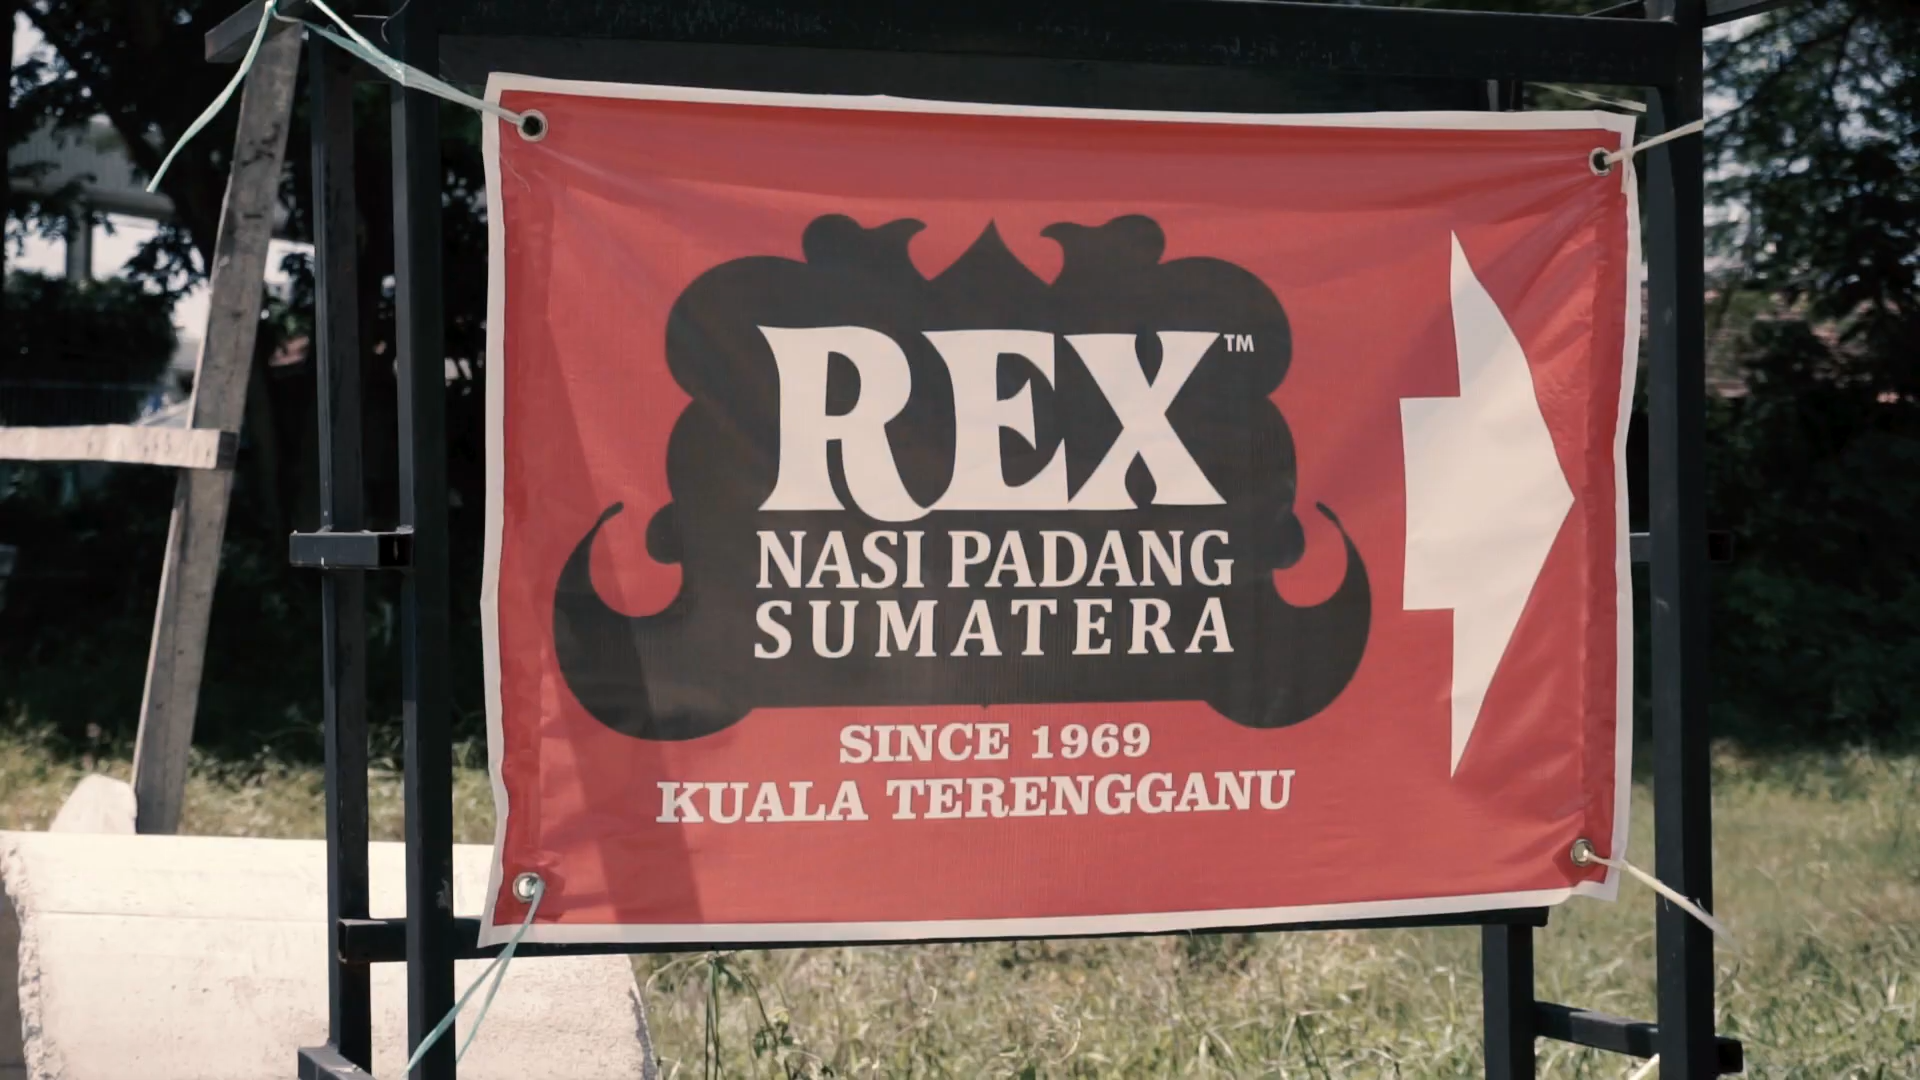 REX™
NASI PADANG
SUMATERA
SINCE 1969
KUALA TERENGGANU